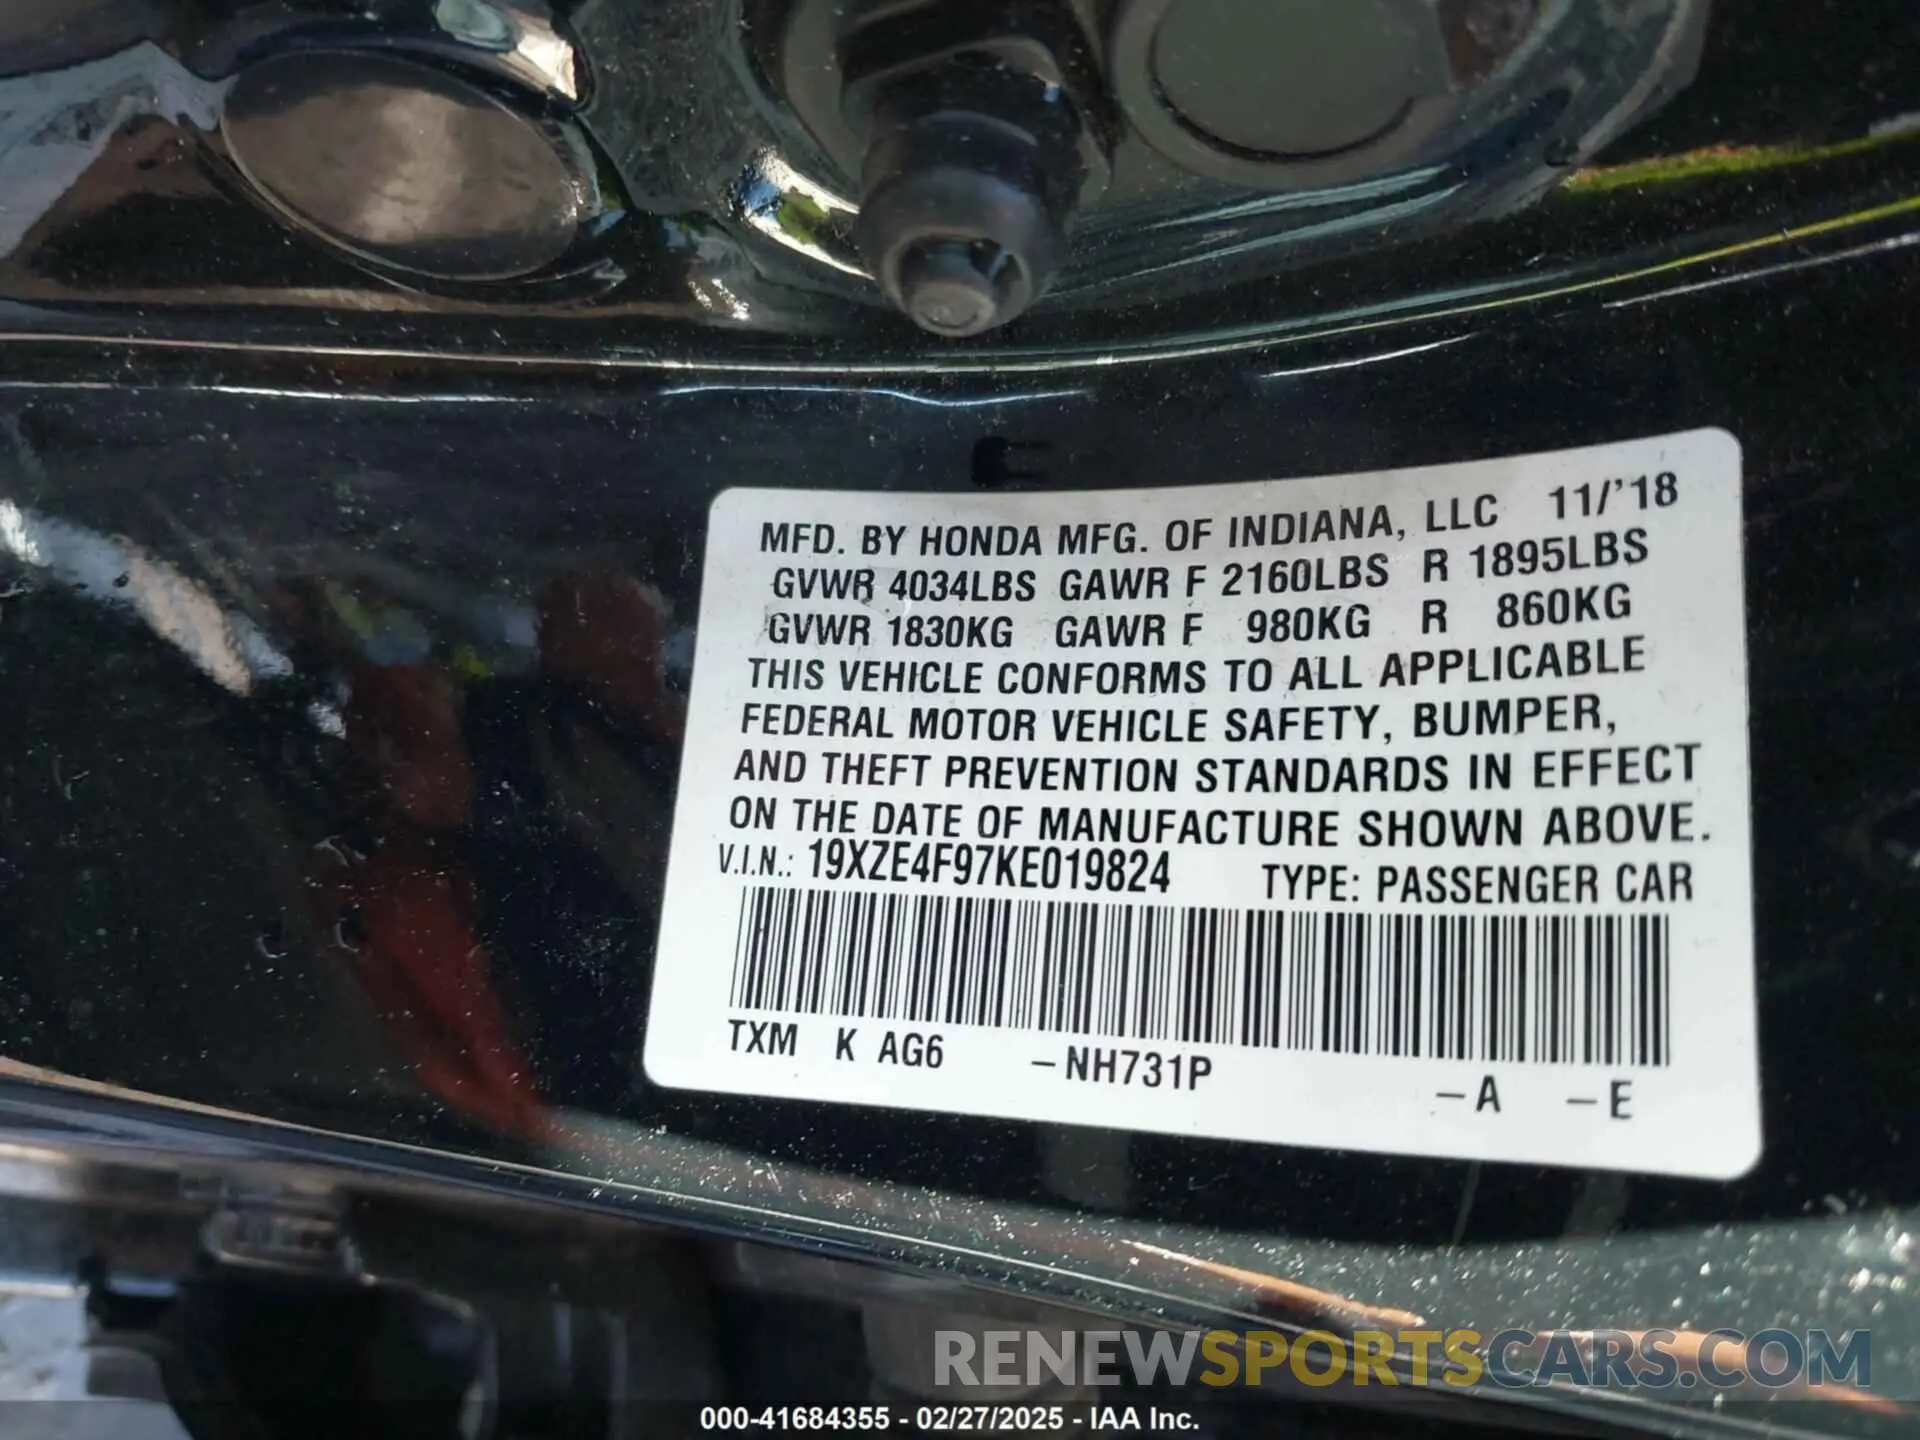 MFD. BY HONDA MFG. OF INDIANA, LLC 11/'18
GVWR 4034LBS GAWR F 2160LBS R 1895LBS
GVWR 1830KG GAWR F 980KG R 860KG
THIS VEHICLE CONFORMS TO ALL APPLICABLE
FEDERAL MOTOR VEHICLE SAFETY, BUMPER,
AND THEFT PREVENTION STANDARDS IN EFFECT
ON THE DATE OF MANUFACTURE SHOWN ABOVE.
V.I.N.: 19XZE4F97KE019824 TYPE: PASSENGER CAR
TXM K AG6 –NH731P –A –E
RENEWSPORTSCARS.COM
000-41684355 - 02/27/2025 - IAA Inc.